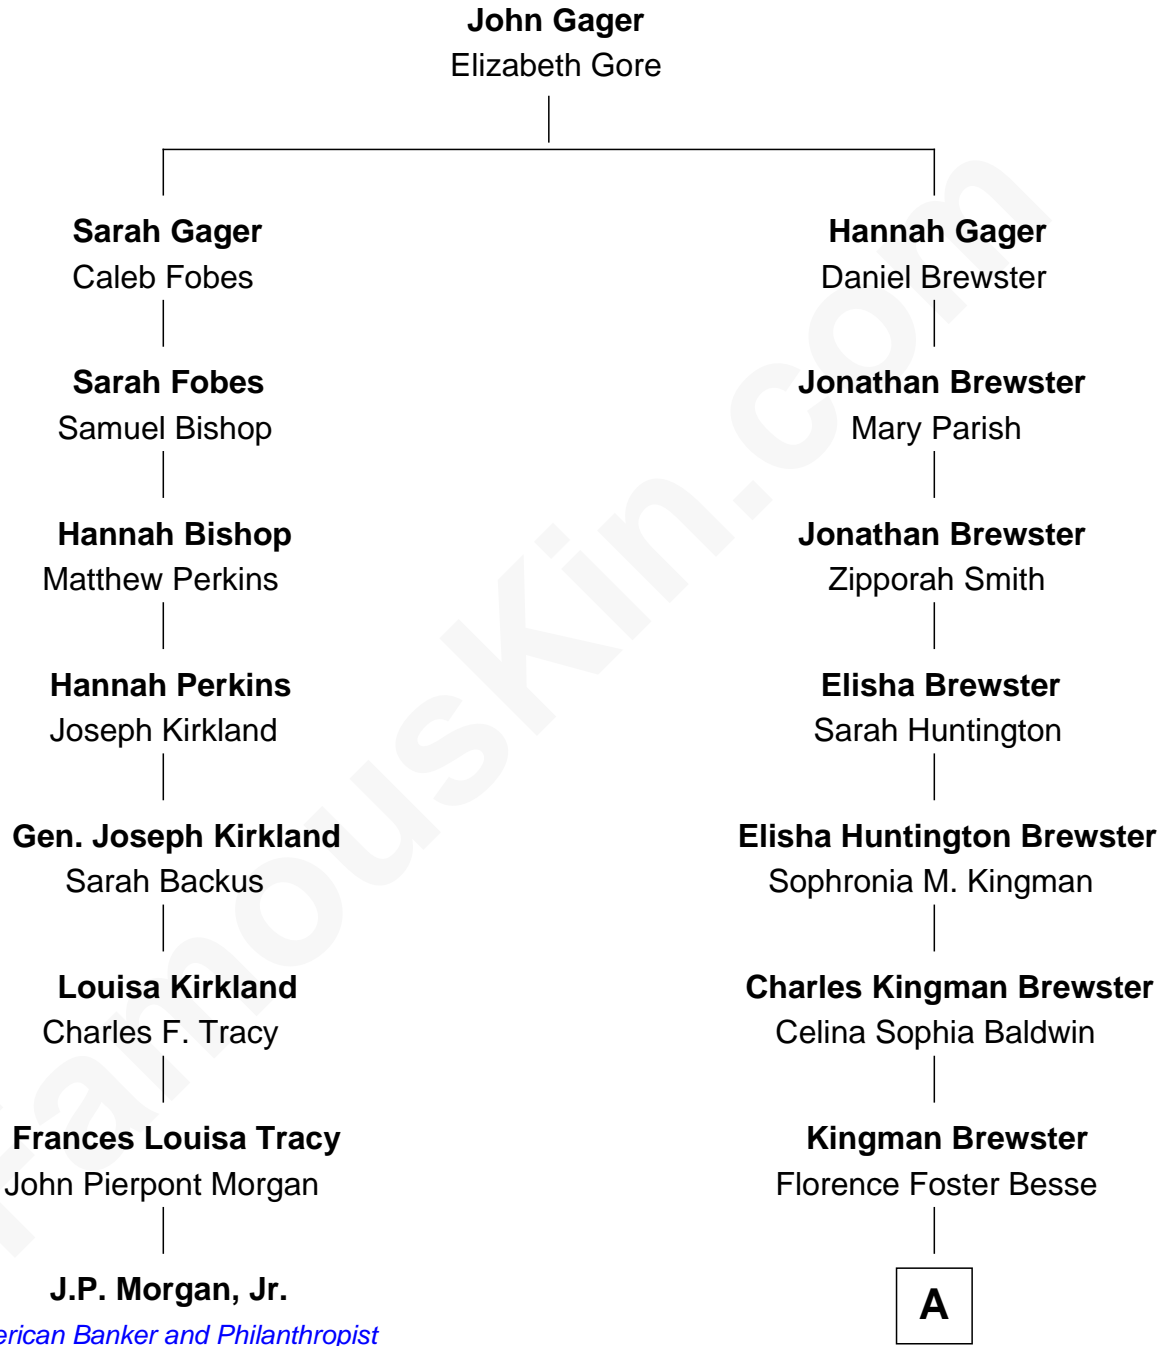 John Gager
Elizabeth Gore
Sarah Gager
Caleb Fobes
Hannah Gager
Daniel Brewster
Sarah Fobes
Samuel Bishop
Jonathan Brewster
Mary Parish
Hannah Bishop
Matthew Perkins
Jonathan Brewster
Zipporah Smith
Hannah Perkins
Joseph Kirkland
Elisha Brewster
Sarah Huntington
Gen. Joseph Kirkland
Sarah Backus
Elisha Huntington Brewster
Sophronia M. Kingman
Louisa Kirkland
Charles F. Tracy
Charles Kingman Brewster
Celina Sophia Baldwin
Frances Louisa Tracy
John Pierpont Morgan
Kingman Brewster
Florence Foster Besse
J.P. Morgan, Jr.
erican Banker and Philanthropist
A
FamousKin.com